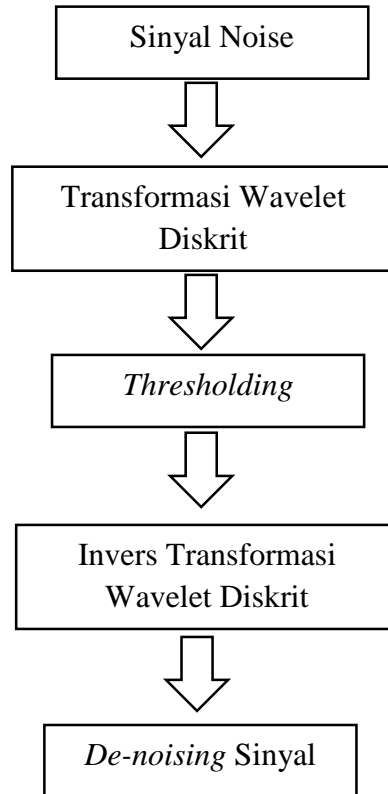 Sinyal Noise
Transformasi Wavelet
Diskrit
Thresholding
Invers Transformasi
Wavelet Diskrit
De-noising Sinyal